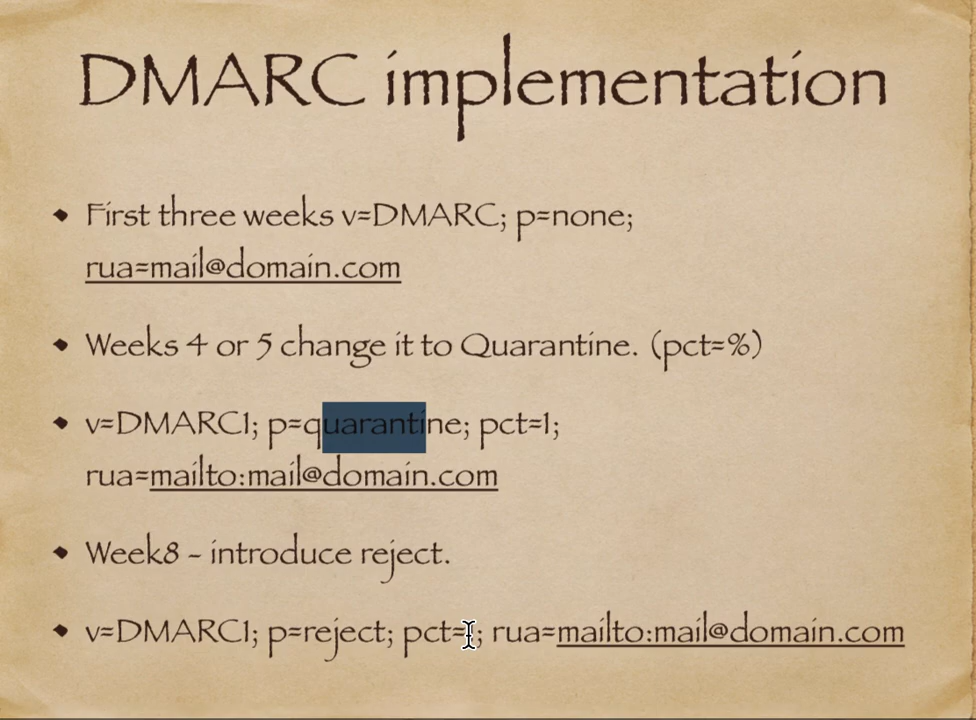 DMARC implementation
• First three weeks v=DMARC; p=none;
rua=mail@domain.com
• Weeks 4 or 5 change it to Quarantine. (pct=%)
• v=DMARC1; p=quarantine; pct=1;
rua=mailto:mail@domain.com
• Week8 - introduce reject.
• v=DMARC1; p=reject; pct=1; rua=mailto:mail@domain.com